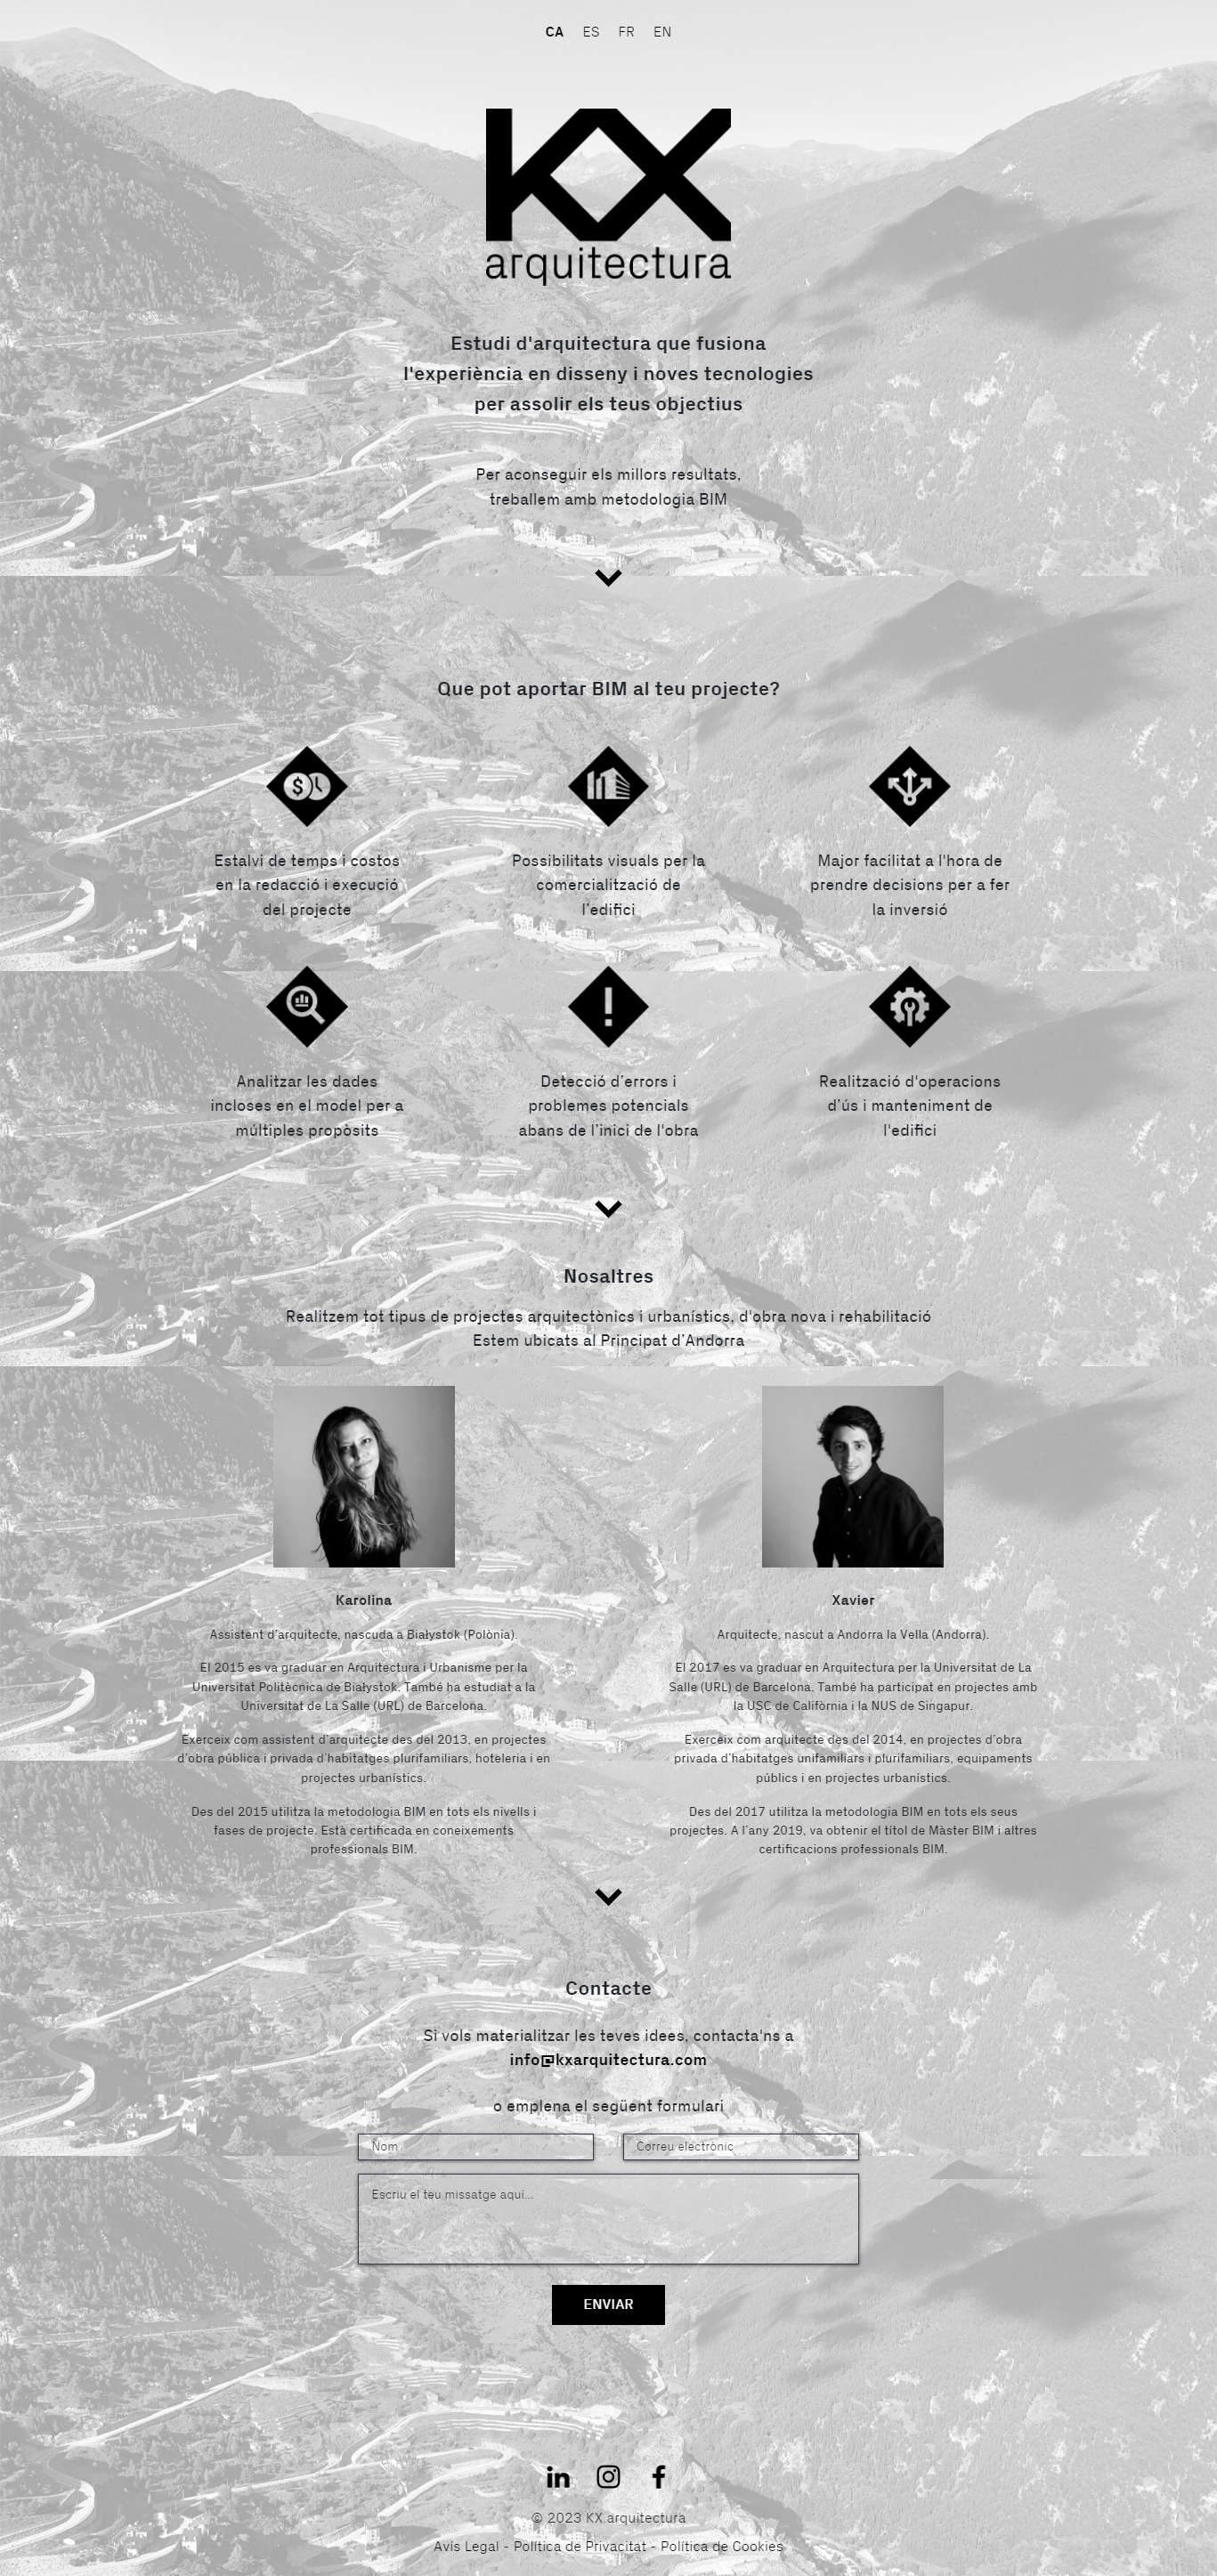 CA ES FR EN
KX
arquitectura
Estudi d'arquitectura que fusiona
l'experiència en disseny i noves tecnologies
per assolir els teus objectius
Per aconseguir els millors resultats,
treballem amb metodologia BIM
Que pot aportar BIM al teu projecte?
Estalvi de temps i costos
en la redacció i execució
del projecte
Possibilitats visuals per la
comercialització de
l’edifici
Major facilitat a l'hora de
prendre decisions per a fer
la inversió
Analitzar les dades
incloses en el model per a
múltiples propòsits
Detecció d’errors i
problemes potencials
abans de l’inici de l'obra
Realització d'operacions
d’ús i manteniment de
l'edifici
Nosaltres
Realitzem tot tipus de projectes arquitectònics i urbanístics, d'obra nova i rehabilitació
Estem ubicats al Principat d’Andorra
Karolina
Assistent d’arquitecte, nascuda a Białystok (Polònia).
El 2015 es va graduar en Arquitectura i Urbanisme per la
Universitat Politècnica de Białystok. També ha estudiat a la
Universitat de La Salle (URL) de Barcelona.
Exerceix com assistent d’arquitecte des del 2013, en projectes
d’obra pública i privada d’habitatges plurifamiliars, hoteleria i en
projectes urbanístics.
Des del 2015 utilitza la metodologia BIM en tots els nivells i
fases de projecte. Està certificada en coneixements
professionals BIM.
Xavier
Arquitecte, nascut a Andorra la Vella (Andorra).
El 2017 es va graduar en Arquitectura per la Universitat de La
Salle (URL) de Barcelona. També ha participat en projectes amb
la USC de Califòrnia i la NUS de Singapur.
Exerceix com arquitecte des del 2014, en projectes d’obra
privada d’habitatges unifamiliars i plurifamiliars, equipaments
públics i en projectes urbanístics.
Des del 2017 utilitza la metodologia BIM en tots els seus
projectes. A l’any 2019, va obtenir el títol de Màster BIM i altres
certificacions professionals BIM.
Contacte
Si vols materialitzar les teves idees, contacta'ns a
info@kxarquitectura.com
o emplena el següent formulari
Nom
Correu electrònic
Escriu el teu missatge aquí...
ENVIAR
© 2023 KX arquitectura
Avís Legal - Política de Privacitat - Política de Cookies